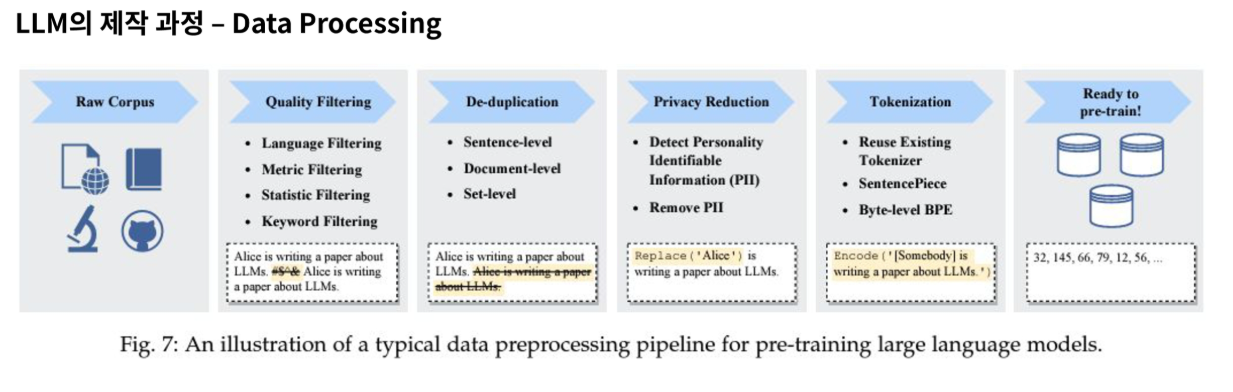 LLM의 제작 과정 – Data Processing
Raw Corpus
Quality Filtering
• Language Filtering
• Metric Filtering
• Statistic Filtering
• Keyword Filtering
Alice is writing a paper about
LLMs. #$^& Alice is writing
a paper about LLMs.
De-duplication
• Sentence-level
• Document-level
• Set-level
Alice is writing a paper about
LLMs. Alice is writing a paper
about LLMs.
Privacy Reduction
• Detect Personality
Identifiable
Information (PII)
• Remove PII
Replace('Alice') is
writing a paper about LLMs.
Tokenization
• Reuse Existing
Tokenizer
• SentencePiece
• Byte-level BPE
Encode('[Somebody] is
writing a paper about LLMs.')
Ready to
pre-train!
32, 145, 66, 79, 12, 56, ...
Fig. 7: An illustration of a typical data preprocessing pipeline for pre-training large language models.